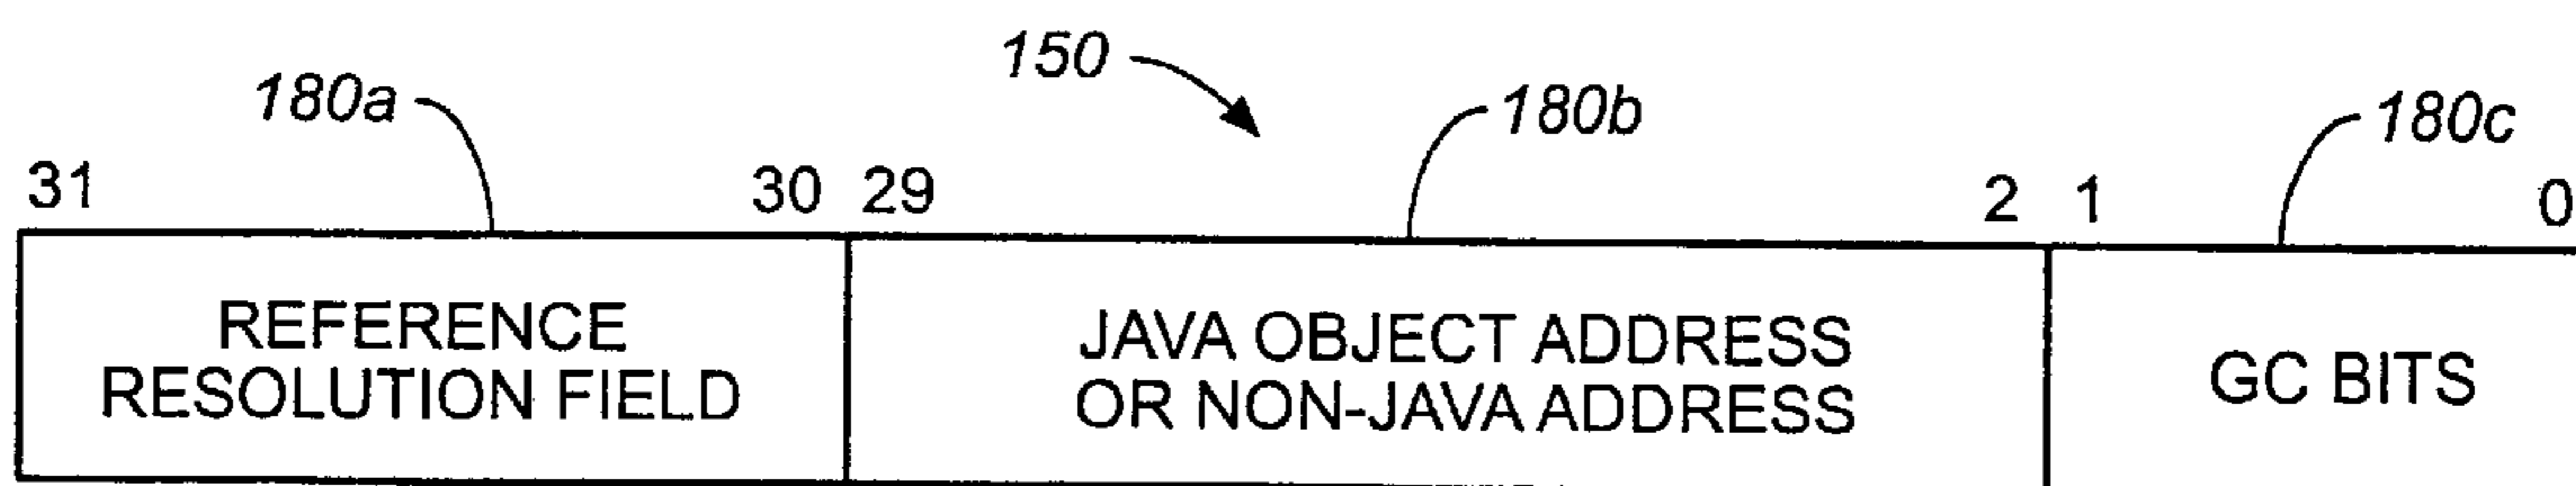 150
180a 180b 180c
31 30 29 2 1 0
REFERENCE
RESOLUTION FIELD
JAVA OBJECT ADDRESS
OR NON-JAVA ADDRESS
GC BITS